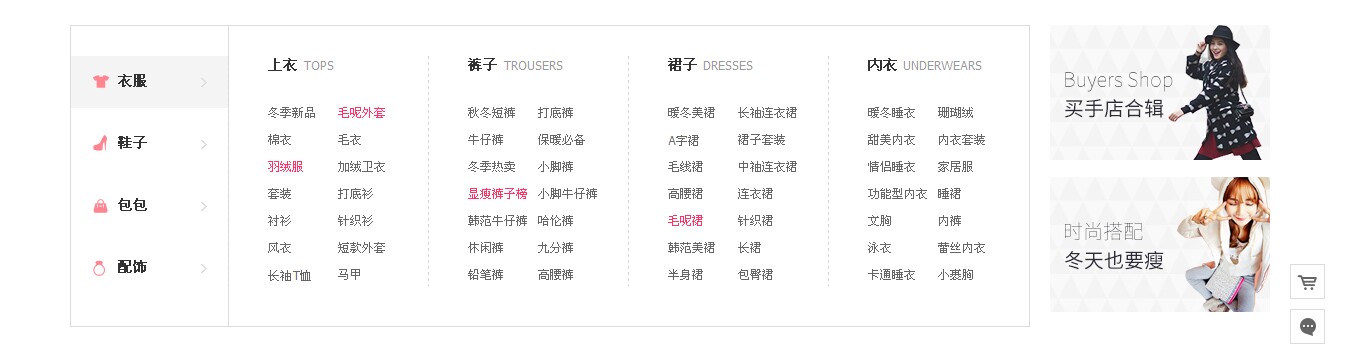 衣服
鞋子
包包
配饰
上衣 TOPS
冬季新品 毛呢外套
棉衣 毛衣
羽绒服 加绒卫衣
套装 打底衫
衬衫 针织衫
风衣 短款外套
长袖T恤 马甲
裤子 TROUSERS
秋冬短裤 打底裤
牛仔裤 保暖必备
冬季热卖 小脚裤
显瘦裤子榜 小脚牛仔裤
韩范牛仔裤 哈伦裤
休闲裤 九分裤
铅笔裤 高腰裤
裙子 DRESSES
暖冬美裙 长袖连衣裙
A字裙 裙子套装
毛线裙 中袖连衣裙
高腰裙 连衣裙
毛呢裙 针织裙
韩范美裙 长裙
半身裙 包臀裙
内衣 UNDERWEARS
暖冬睡衣 珊瑚绒
甜美内衣 内衣套装
情侣睡衣 家居服
功能型内衣 睡裙
文胸 内裤
泳衣 蕾丝内衣
卡通睡衣 小裹胸
Buyers Shop
买手店合辑
时尚搭配
冬天也要瘦